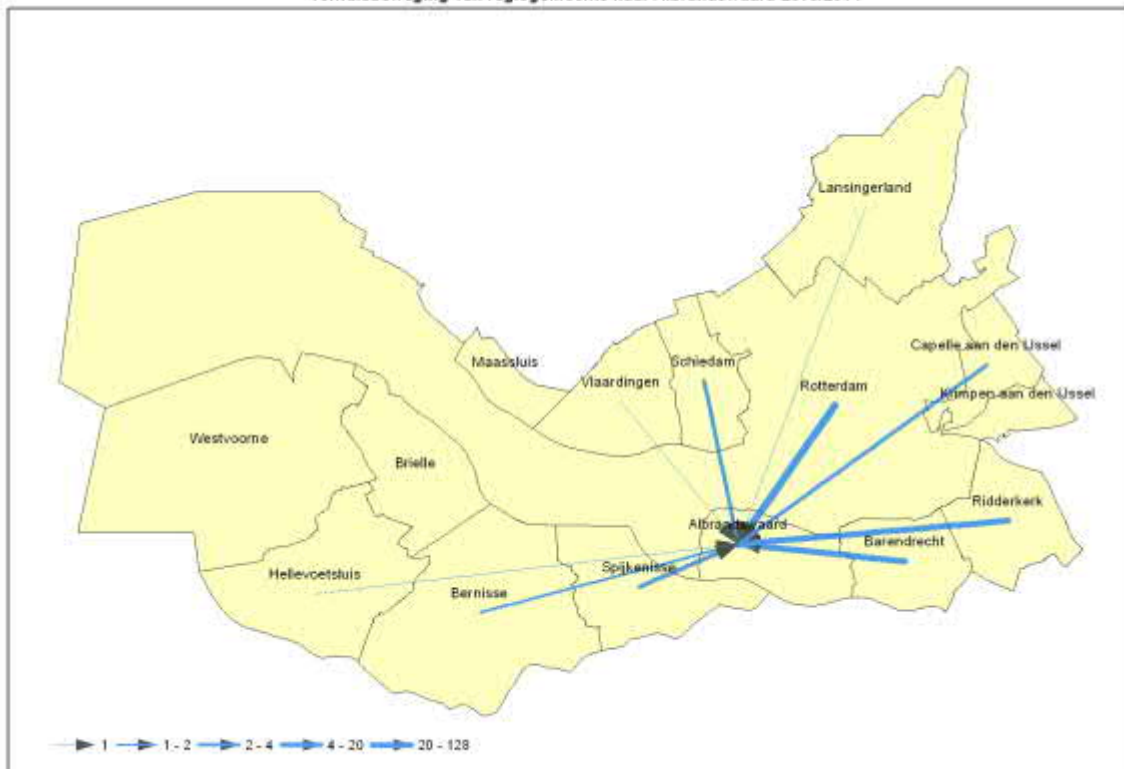 Lansingerland
Maassluis
Vlaardingen
Schiedam
Capelle aan den IJssel
Rotterdam
Krimpen aan den IJssel
Westvoorne
Brielle
Ridderkerk
Albrandswaard
Barendrecht
Hellevoetsluis
Spijkenisse
Bernisse
1 1 - 2 2 - 4 4 - 20 20 - 128